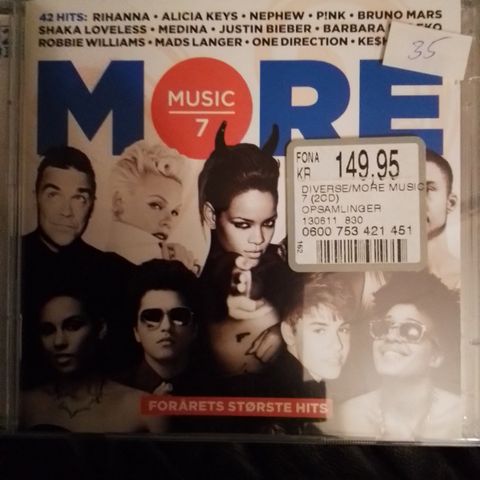 42 HITS: RIHANNA • ALICIA KEYS • NEPHEW • P!NK • BRUNO MARS
SHAKA LOVELESS • MEDINA • JUSTIN BIEBER • BARBARA
ROBBIE WILLIAMS • MADS LANGER • ONE DIRECTION •
35
MORE
MUSIC
7
FONA
KR 149.95
DIVERSE/MORE MUSIC
7 (2CD)
OPSAMLINGER
130611 830
0600 753 421 451
162
FORÅRETS STØRSTE HITS